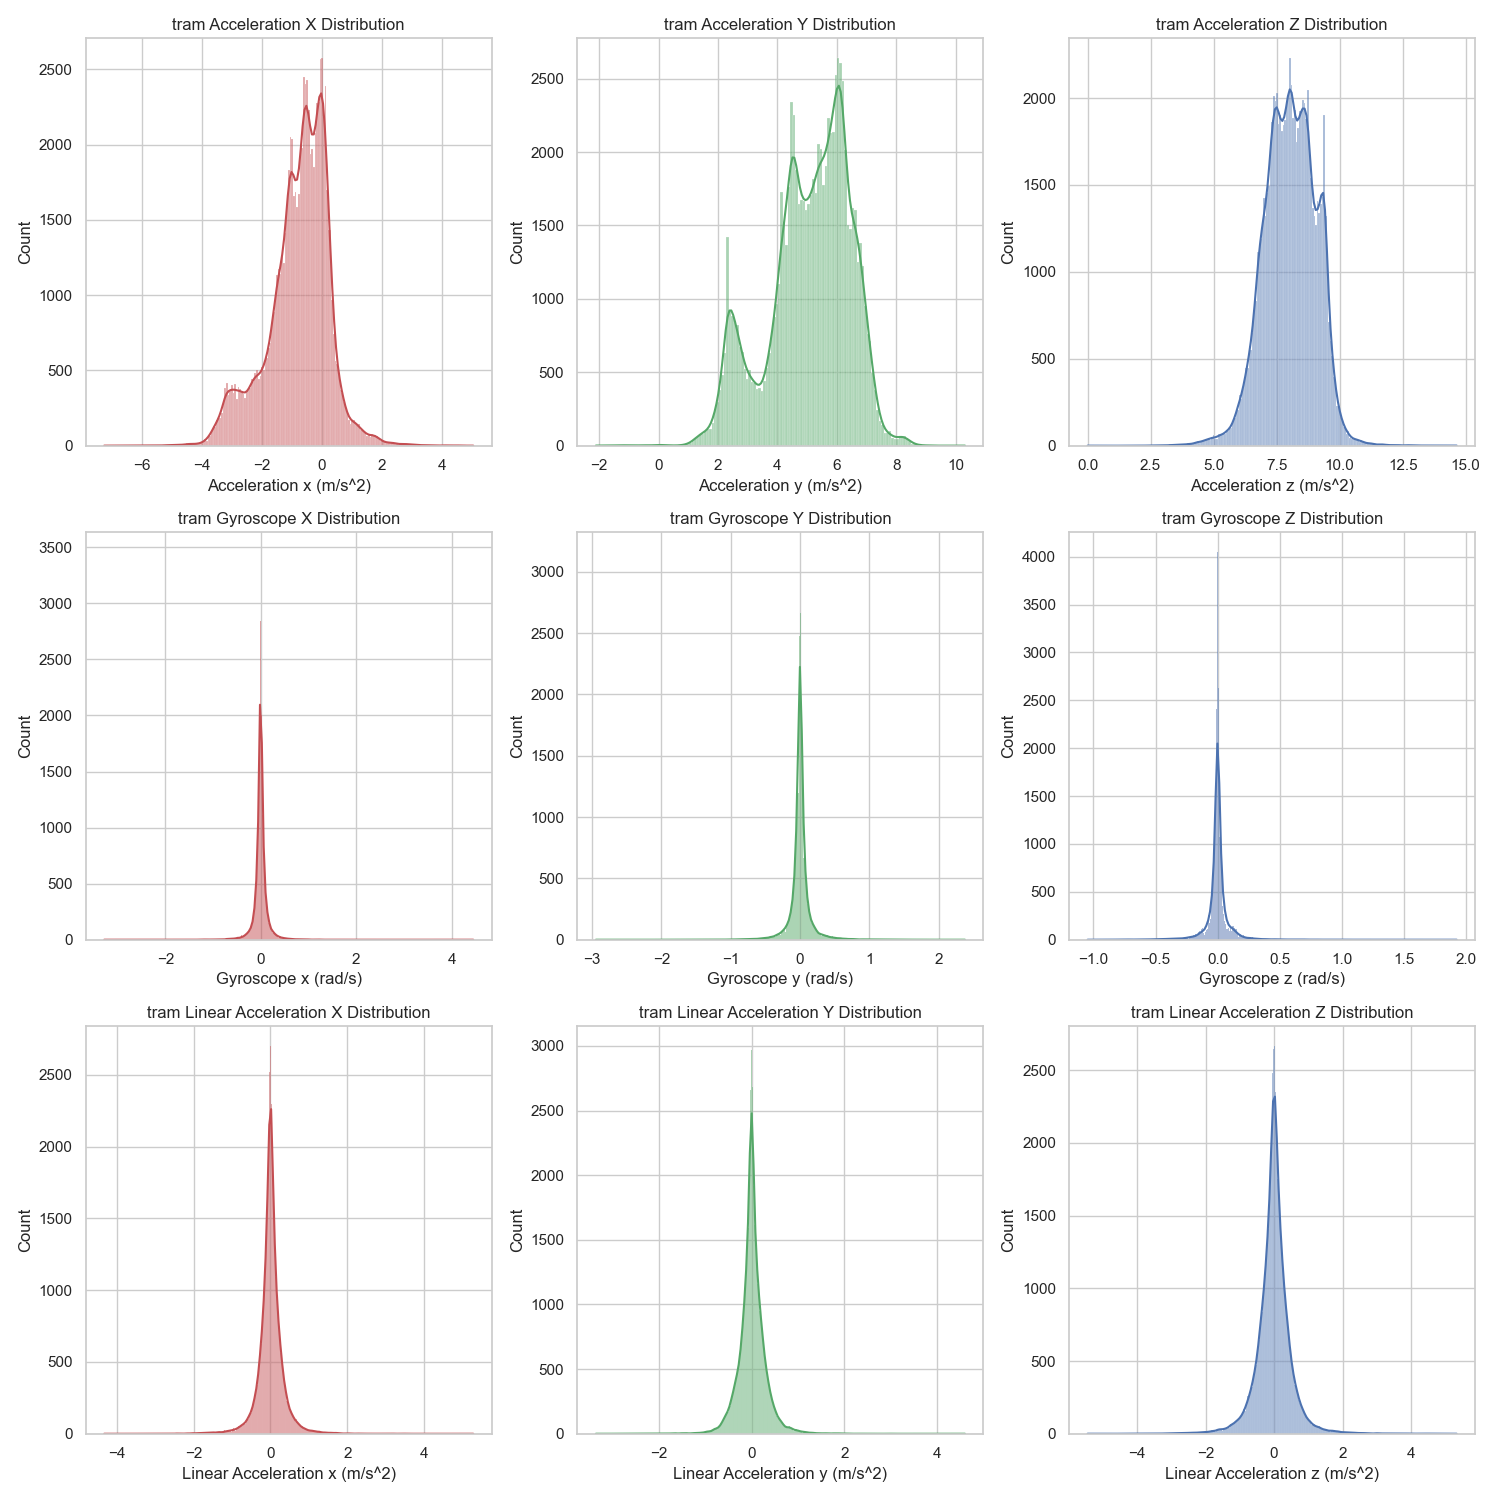 tram Acceleration X Distribution
2500
2000
1500
1000
500
0
Count
−6 −4 −2 0 2 4
Acceleration x (m/s^2)
tram Acceleration Y Distribution
2500
2000
1500
1000
500
0
Count
−2 0 2 4 6 8 10
Acceleration y (m/s^2)
tram Acceleration Z Distribution
2000
1500
1000
500
0
Count
0.0 2.5 5.0 7.5 10.0 12.5 15.0
Acceleration z (m/s^2)
tram Gyroscope X Distribution
3500
3000
2500
2000
1500
1000
500
0
Count
−2 0 2 4
Gyroscope x (rad/s)
tram Gyroscope Y Distribution
3000
2500
2000
1500
1000
500
0
Count
−3 −2 −1 0 1 2
Gyroscope y (rad/s)
tram Gyroscope Z Distribution
4000
3500
3000
2500
2000
1500
1000
500
0
Count
−1.0 −0.5 0.0 0.5 1.0 1.5 2.0
Gyroscope z (rad/s)
tram Linear Acceleration X Distribution
2500
2000
1500
1000
500
0
Count
−4 −2 0 2 4
Linear Acceleration x (m/s^2)
tram Linear Acceleration Y Distribution
3000
2500
2000
1500
1000
500
0
Count
−2 0 2 4
Linear Acceleration y (m/s^2)
tram Linear Acceleration Z Distribution
2500
2000
1500
1000
500
0
Count
−4 −2 0 2 4
Linear Acceleration z (m/s^2)